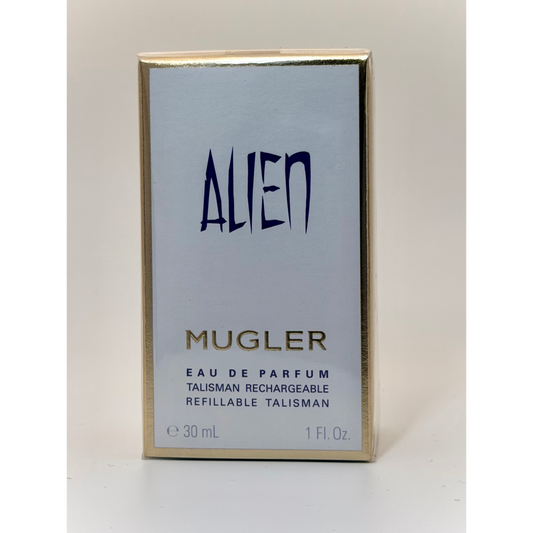 ALIEN
MUGLER
EAU DE PARFUM
TALISMAN RECHARGEABLE
REFILLABLE TALISMAN
℮ 30 mL 1 Fl. Oz.